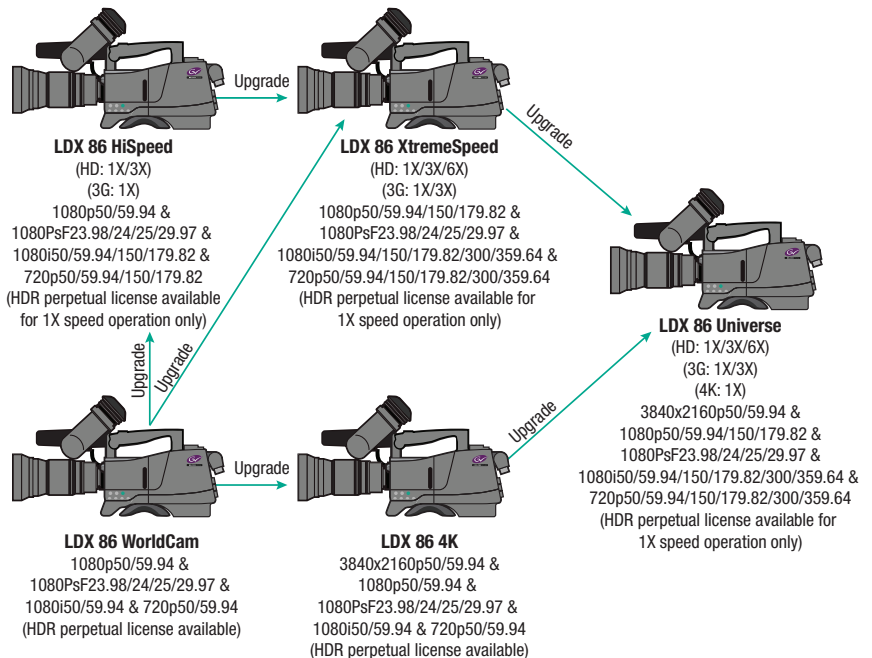 Upgrade
LDX 86 HiSpeed
(HD: 1X/3X)
(3G: 1X)
1080p50/59.94 &
1080PsF23.98/24/25/29.97 &
1080i50/59.94/150/179.82 &
720p50/59.94/150/179.82
(HDR perpetual license available
for 1X speed operation only)
LDX 86 XtremeSpeed
(HD: 1X/3X/6X)
(3G: 1X/3X)
1080p50/59.94/150/179.82 &
1080PsF23.98/24/25/29.97 &
1080i50/59.94/150/179.82/300/359.64 &
720p50/59.94/150/179.82/300/359.64
(HDR perpetual license available for
1X speed operation only)
Upgrade
LDX 86 Universe
(HD: 1X/3X/6X)
(3G: 1X/3X)
(4K: 1X)
3840x2160p50/59.94 &
1080p50/59.94/150/179.82 &
1080PsF23.98/24/25/29.97 &
1080i50/59.94/150/179.82/300/359.64 &
720p50/59.94/150/179.82/300/359.64
(HDR perpetual license available for
1X speed operation only)
Upgrade
Upgrade
Upgrade
Upgrade
LDX 86 WorldCam
1080p50/59.94 &
1080PsF23.98/24/25/29.97 &
1080i50/59.94 & 720p50/59.94
(HDR perpetual license available)
LDX 86 4K
3840x2160p50/59.94 &
1080p50/59.94 &
1080PsF23.98/24/25/29.97 &
1080i50/59.94 & 720p50/59.94
(HDR perpetual license available)